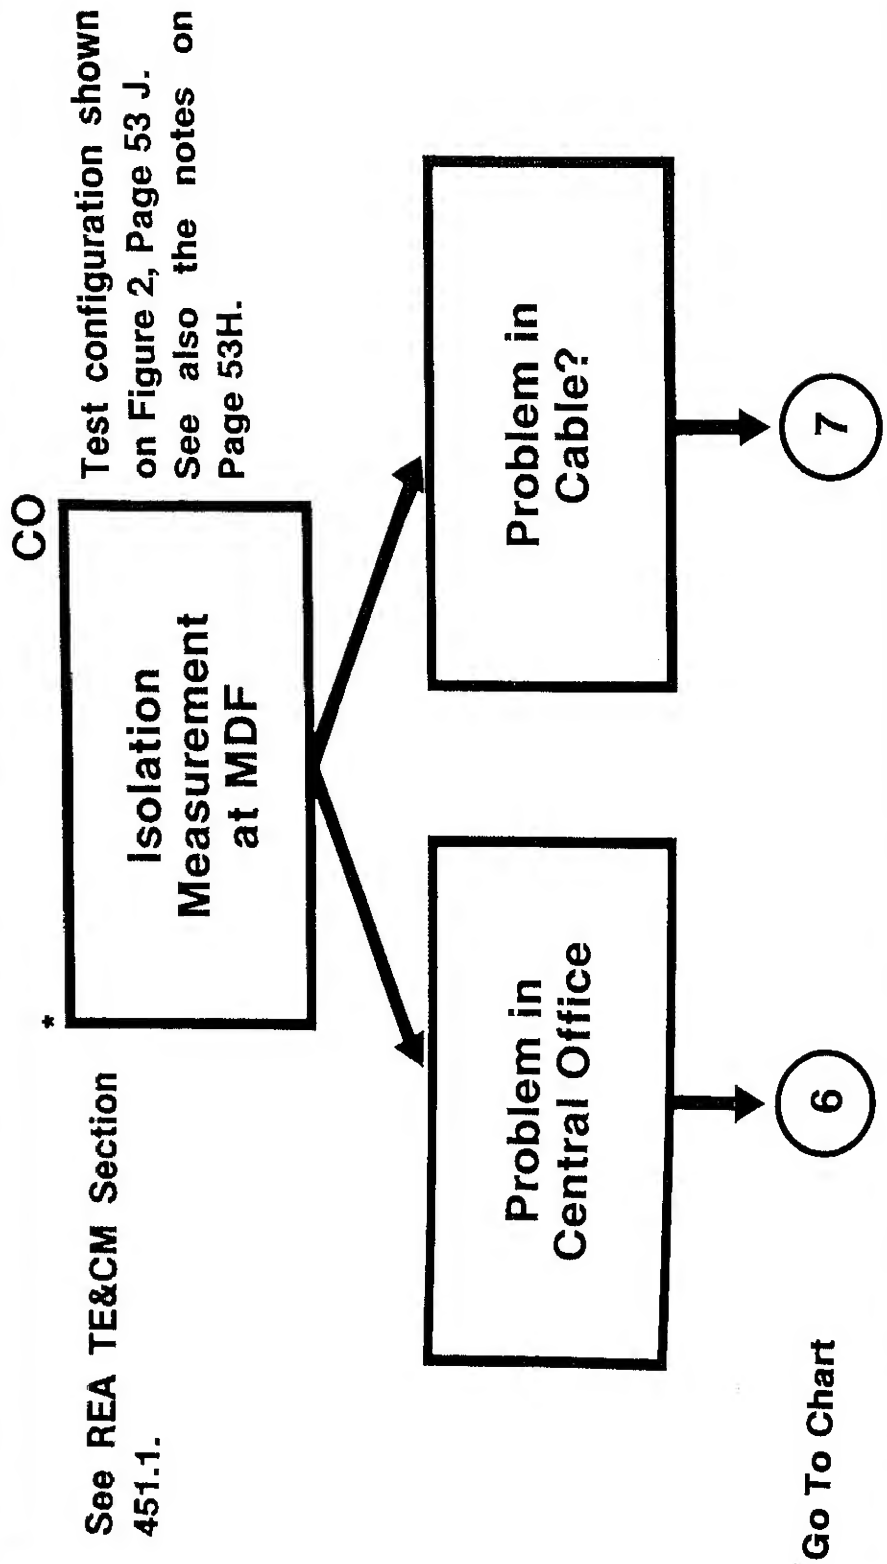 See REA TE&CM Section
451.1.
*
CO
Test configuration shown
on Figure 2, Page 53 J.
See also the notes on
Page 53H.
Isolation
Measurement
at MDF
Problem in
Central Office
Problem in
Cable?
Go To Chart
6
7